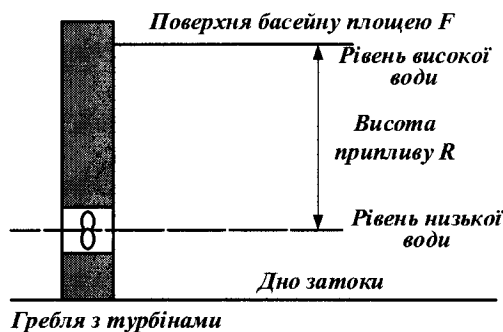 Поверхня басейну площею F
Рівень високої
води
Висота
припливу R
Рівень низької
води
Дно затоки
Гребля з турбінами